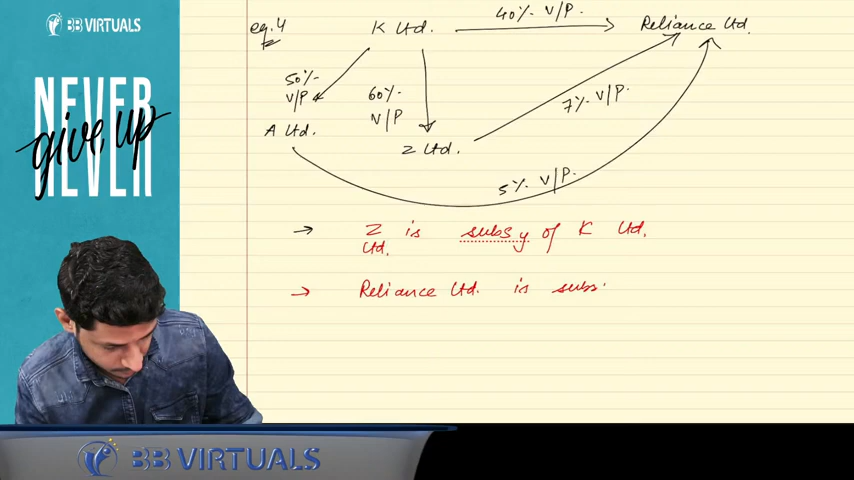 BB VIRTUALS
NEVER
give up
NEVER
eg.4
K Ltd.
40% V/P.
Reliance Ltd.
50%
V/P
60%
V/P
7% V/P.
A Ltd.
Z Ltd.
5% V/P.
→ Z is subsy of K Ltd.
Ltd.
→ Reliance Ltd. is subs
BB VIRTUALS